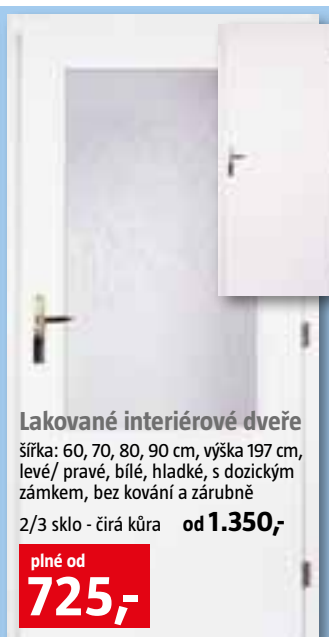 Lakované interiérové dveře
šířka: 60, 70, 80, 90 cm, výška 197 cm,
levé/ pravé, bílé, hladké, s dozickým
zámkem, bez kování a zárubně
2/3 sklo - čirá kůra od 1.350,-
plné od
725,-